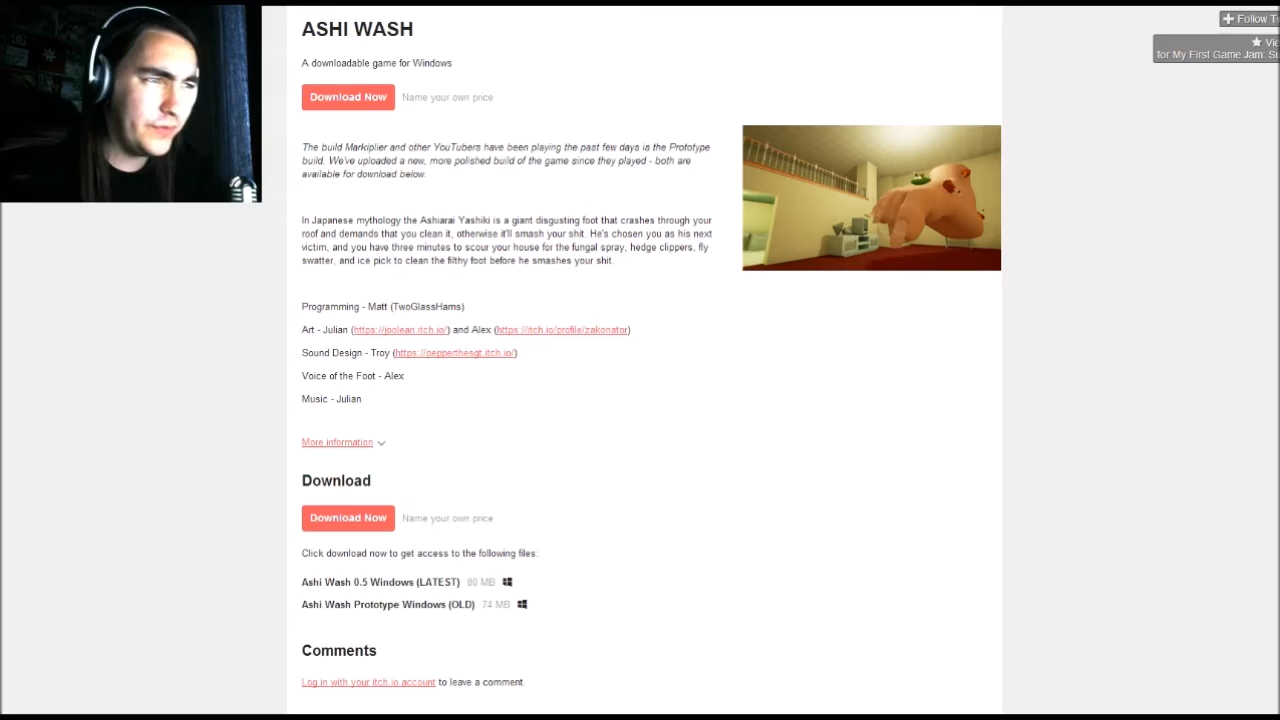 ASHI WASH
A downloadable game for Windows
Download Now Name your own price
The build Markiplier and other YouTubers have been playing the past few days is the Prototype
build. We've uploaded a new, more polished build of the game since they played - both are
available for download below.
In Japanese mythology the Ashiarai Yashiki is a giant disgusting foot that crashes through your
roof and demands that you clean it, otherwise it'll smash your shit. He's chosen you as his next
victim, and you have three minutes to scour your house for the fungal spray, hedge clippers, fly
swatter, and ice pick to clean the filthy foot before he smashes your shit.
Programming - Matt (TwoGlassHams)
Art - Julian (https://joolean.itch.io/) and Alex (https://itch.io/profile/zakonator)
Sound Design - Troy (https://pepperthesgt.itch.io/)
Voice of the Foot - Alex
Music - Julian
More information
Download
Download Now Name your own price
Click download now to get access to the following files:
Ashi Wash 0.5 Windows (LATEST) 80 MB
Ashi Wash Prototype Windows (OLD) 74 MB
Comments
Log in with your itch.io account to leave a comment.
Follow
for My First Game Jam: